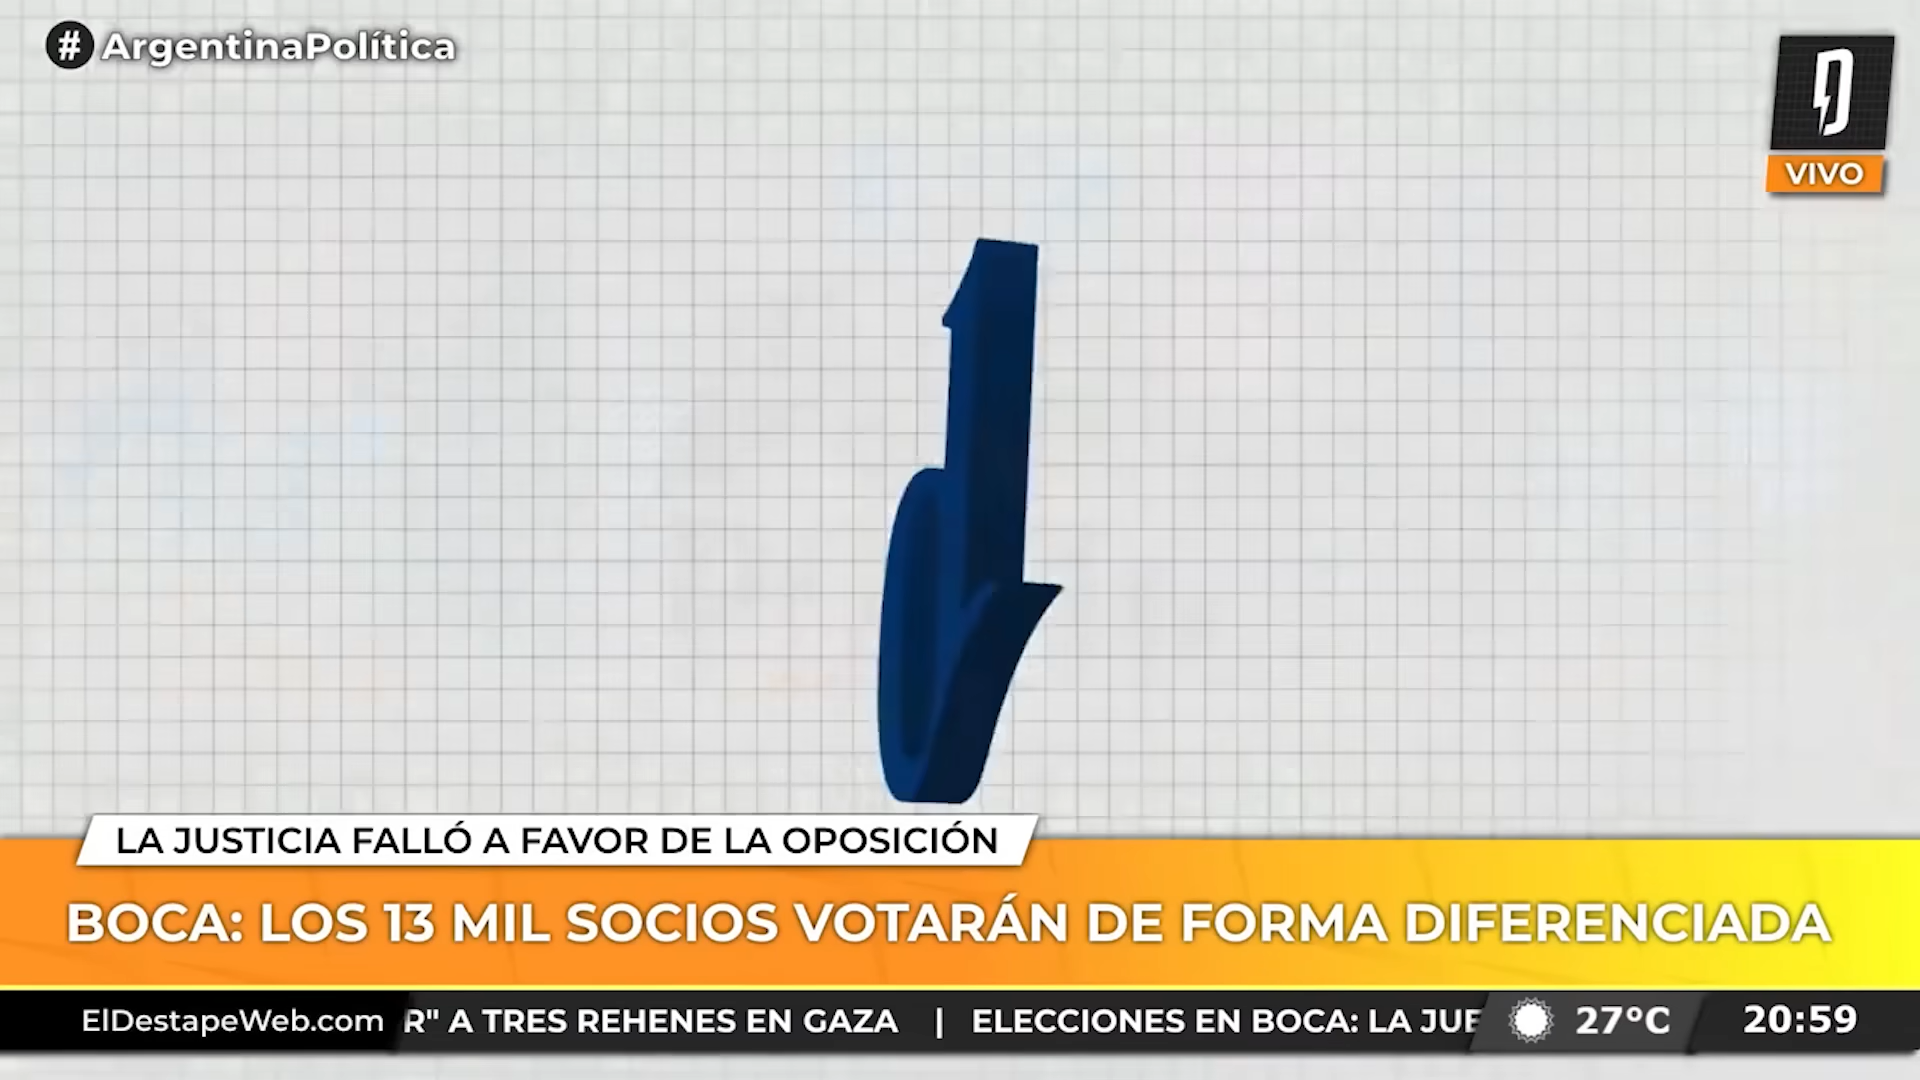 # ArgentinaPolítica
VIVO
LA JUSTICIA FALLÓ A FAVOR DE LA OPOSICIÓN
BOCA: LOS 13 MIL SOCIOS VOTARÁN DE FORMA DIFERENCIADA
ElDestapeWeb.com R" A TRES REHENES EN GAZA | ELECCIONES EN BOCA: LA JUE 27°C 20:59